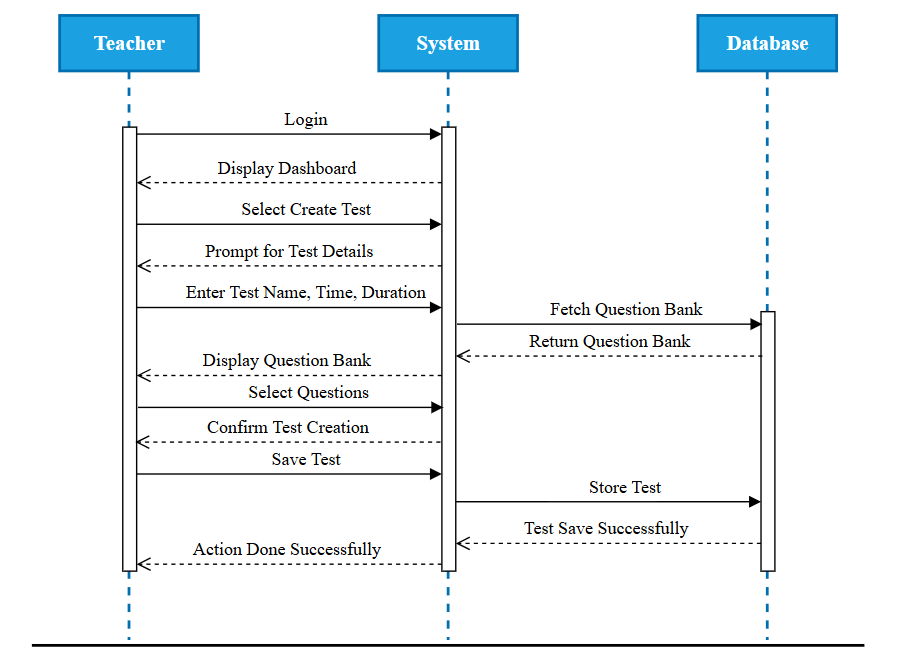 Teacher
System
Database
Login
Display Dashboard
Select Create Test
Prompt for Test Details
Enter Test Name, Time, Duration
Fetch Question Bank
Return Question Bank
Display Question Bank
Select Questions
Confirm Test Creation
Save Test
Store Test
Test Save Successfully
Action Done Successfully